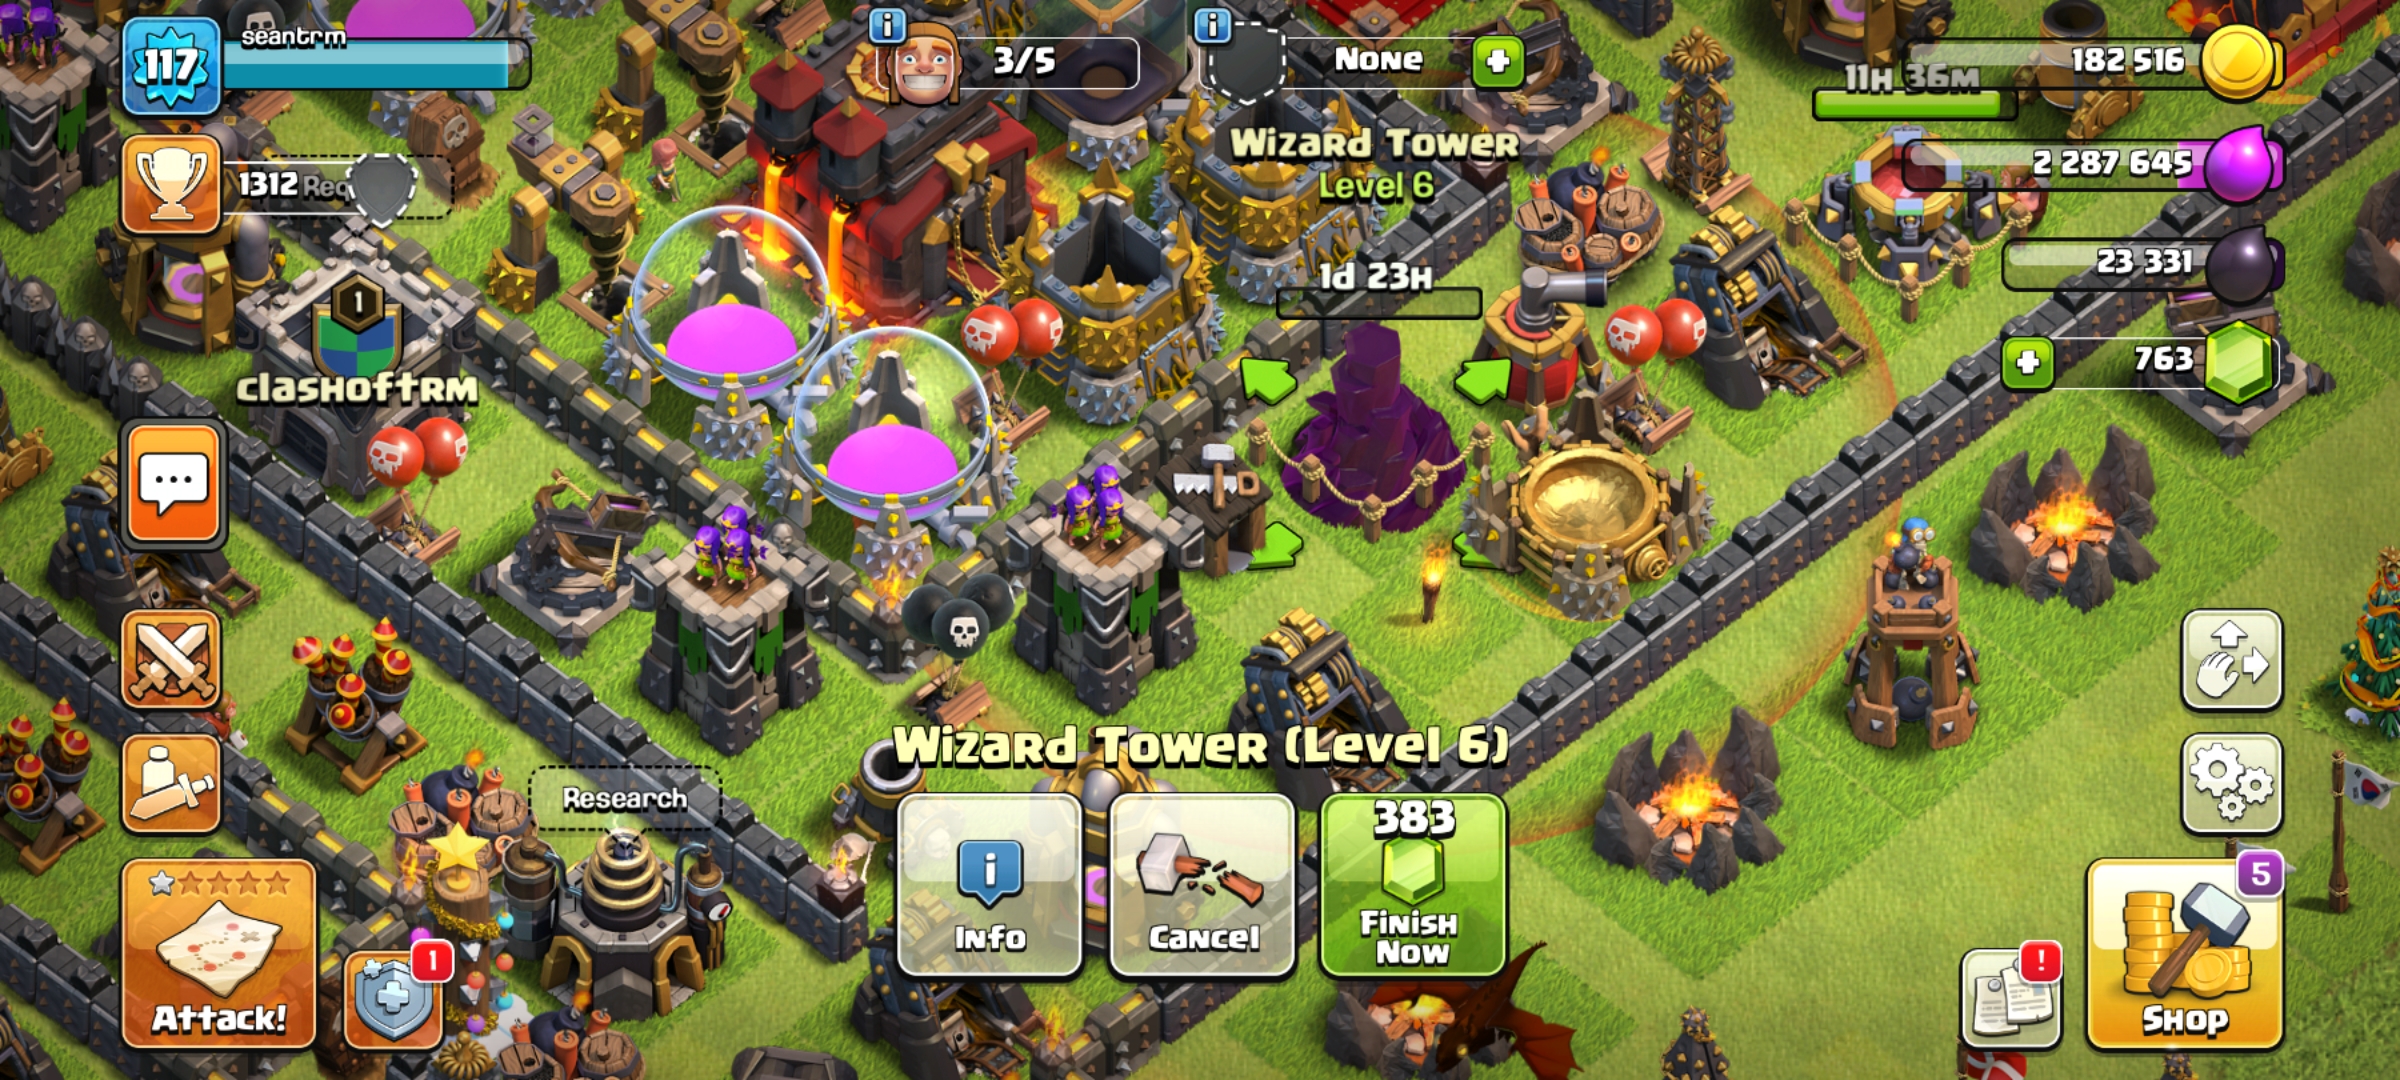 117
seantrm
3/5
None
182 516
11H 36M
Wizard Tower
Level 6
2 287 645
1312 Req
1d 23H
23 331
1
763
clashoftrm
Wizard Tower (Level 6)
Research
383
Info
Cancel
Finish
Now
5
1
!
Attack!
Shop